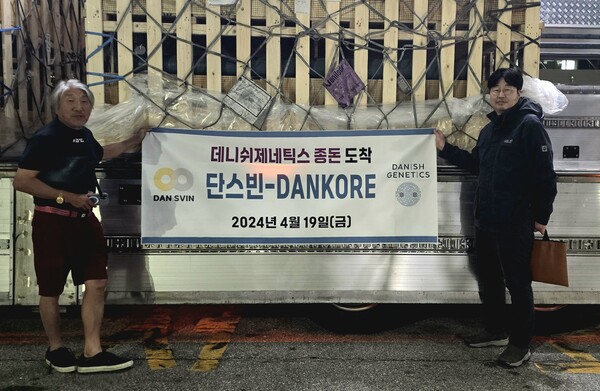 데니쉬제네틱스 종돈 도착
DAN SVIN
단스빈-DANKORE
DANISH
GENETICS
2024년 4월 19일(금)